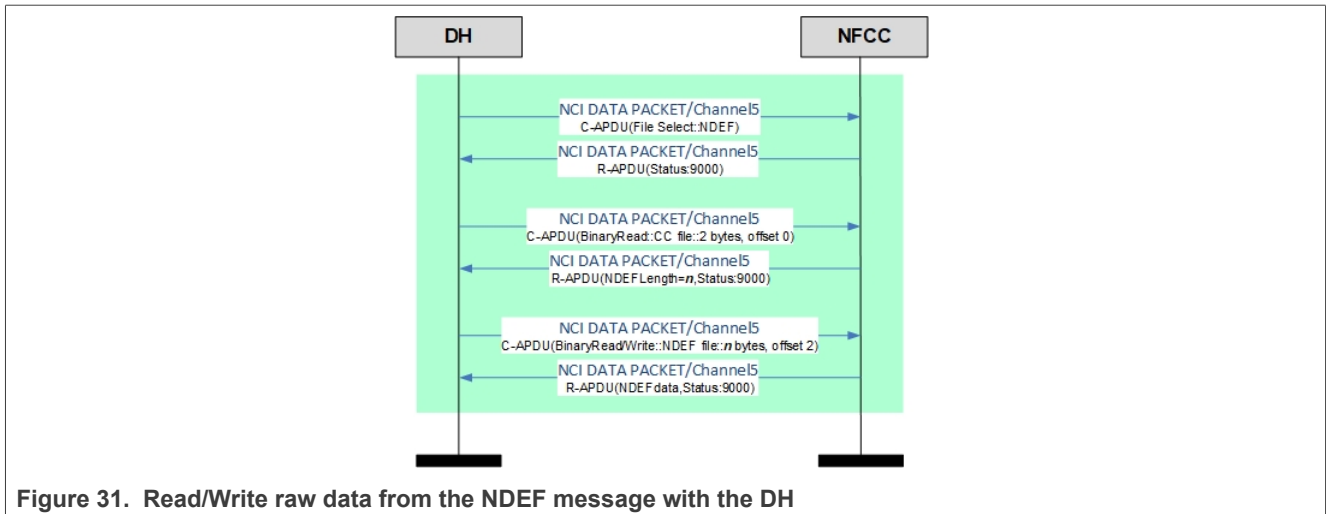 DH
NFCC
NCI DATA PACKET/Channel5
C-APDU(File Select::NDEF)
NCI DATA PACKET/Channel5
R-APDU(Status:9000)
NCI DATA PACKET/Channel5
C-APDU(BinaryRead::CC file::2 bytes, offset 0)
NCI DATA PACKET/Channel5
R-APDU(NDEFLength=n,Status:9000)
NCI DATA PACKET/Channel5
C-APDU(BinaryRead/Write::NDEF file::n bytes, offset 2)
NCI DATA PACKET/Channel5
R-APDU(NDEFdata,Status:9000)
Figure 31. Read/Write raw data from the NDEF message with the DH